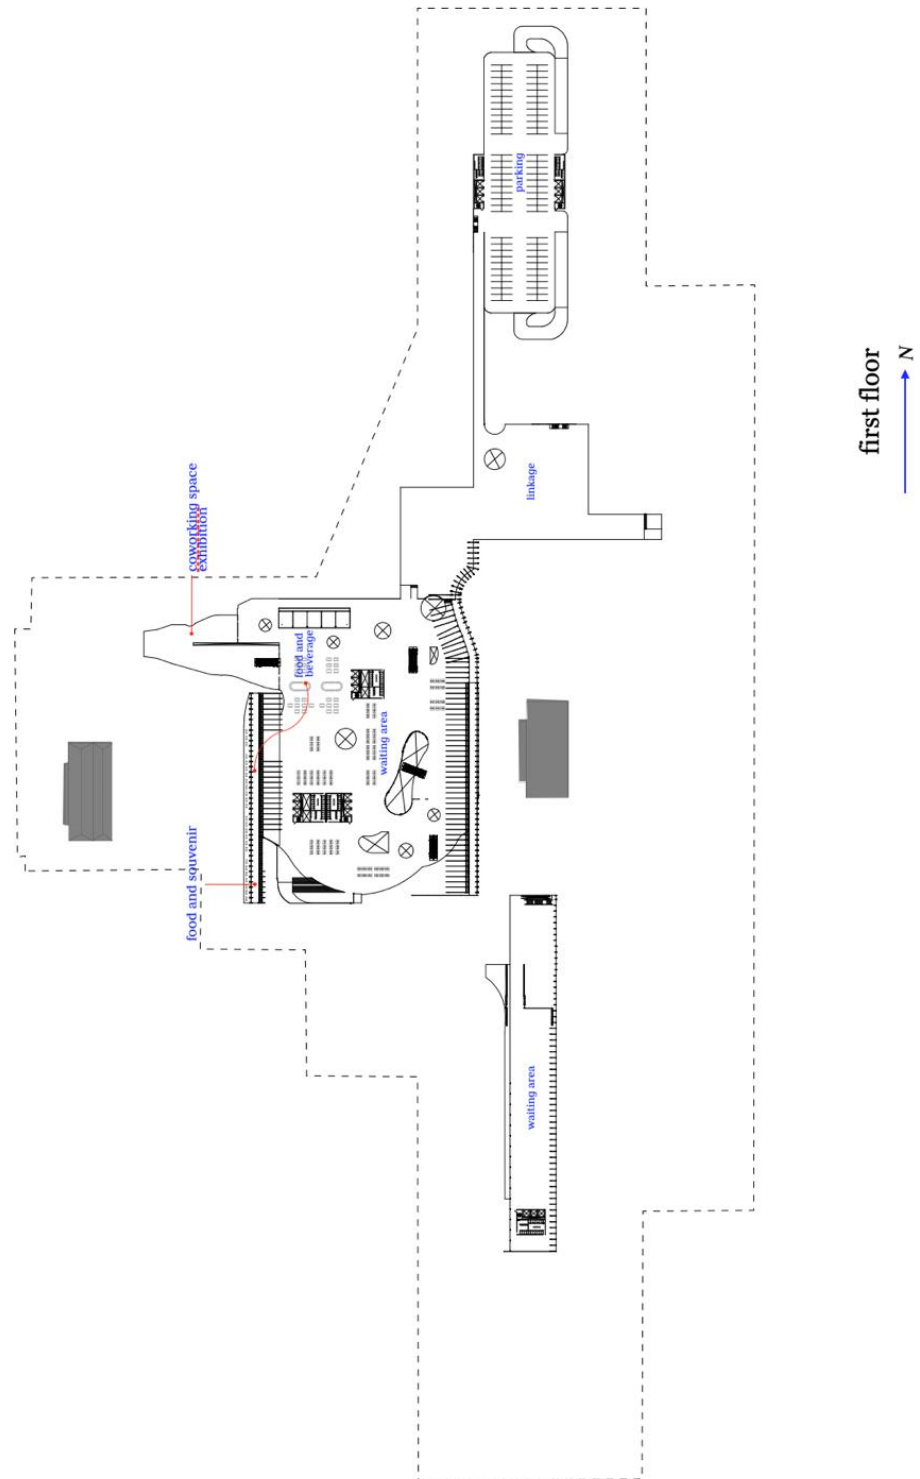 parking
linkage
coworking space
exhibition
food and
beverage
waiting area
food and souvenir
waiting area
first floor
N